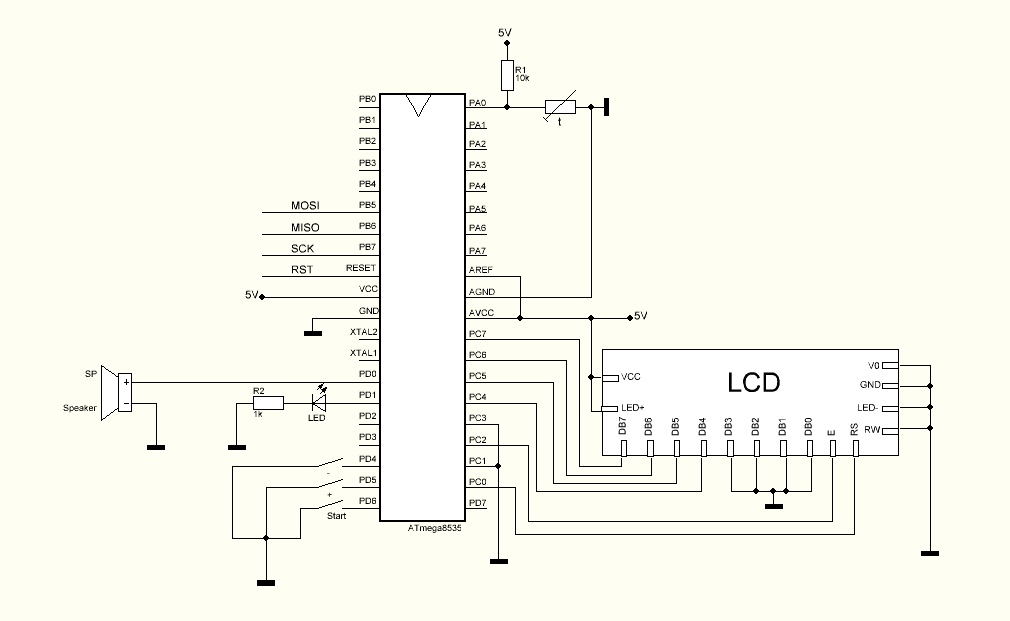 5V
R1
10k
t
PB0
PB1
PB2
PB3
PB4
MOSI PB5
MISO PB6
SCK PB7
RST RESET
5V VCC
GND
XTAL2
XTAL1
PD0
PD1
PD2
PD3
PD4
PD5
PD6
PA0
PA1
PA2
PA3
PA4
PA5
PA6
PA7
AREF
AGND
AVCC
5V
PC7
PC6
PC5
PC4
PC3
PC2
PC1
PC0
PD7
ATmega8535
SP
+
-
Speaker
R2
1k
LED
-
+
Start
LCD
VCC
LED+
V0
GND
LED-
RW
DB7
DB6
DB5
DB4
DB3
DB2
DB1
DB0
E
RS